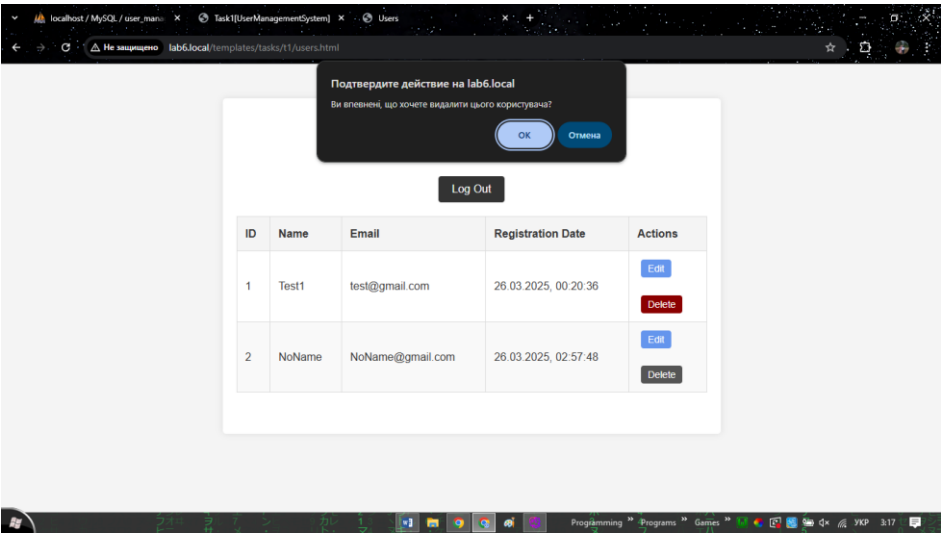 localhost / MySQL / user_mana
Task1[UserManagementSystem]
Users
Не защищено
lab6.local/templates/tasks/t1/users.html
Подтвердите действие на lab6.local
Ви впевнені, що хочете видалити цього користувача?
ОК
Отмена
Log Out
ID Name Email Registration Date Actions
1 Test1 test@gmail.com 26.03.2025, 00:20:36 Edit
Delete
2 NoName NoName@gmail.com 26.03.2025, 02:57:48 Edit
Delete
Programming Programs Games УКР 3:17